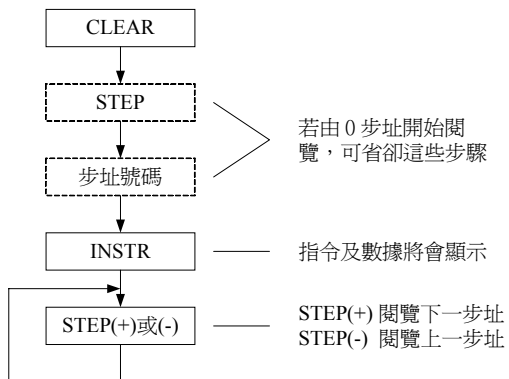 CLEAR
STEP
若由 0 步址開始閱
覽，可省卻這些步驟
步址號碼
INSTR
指令及數據將會顯示
STEP(+)或(-)
STEP(+) 閱覽下一步址
STEP(-) 閱覽上一步址